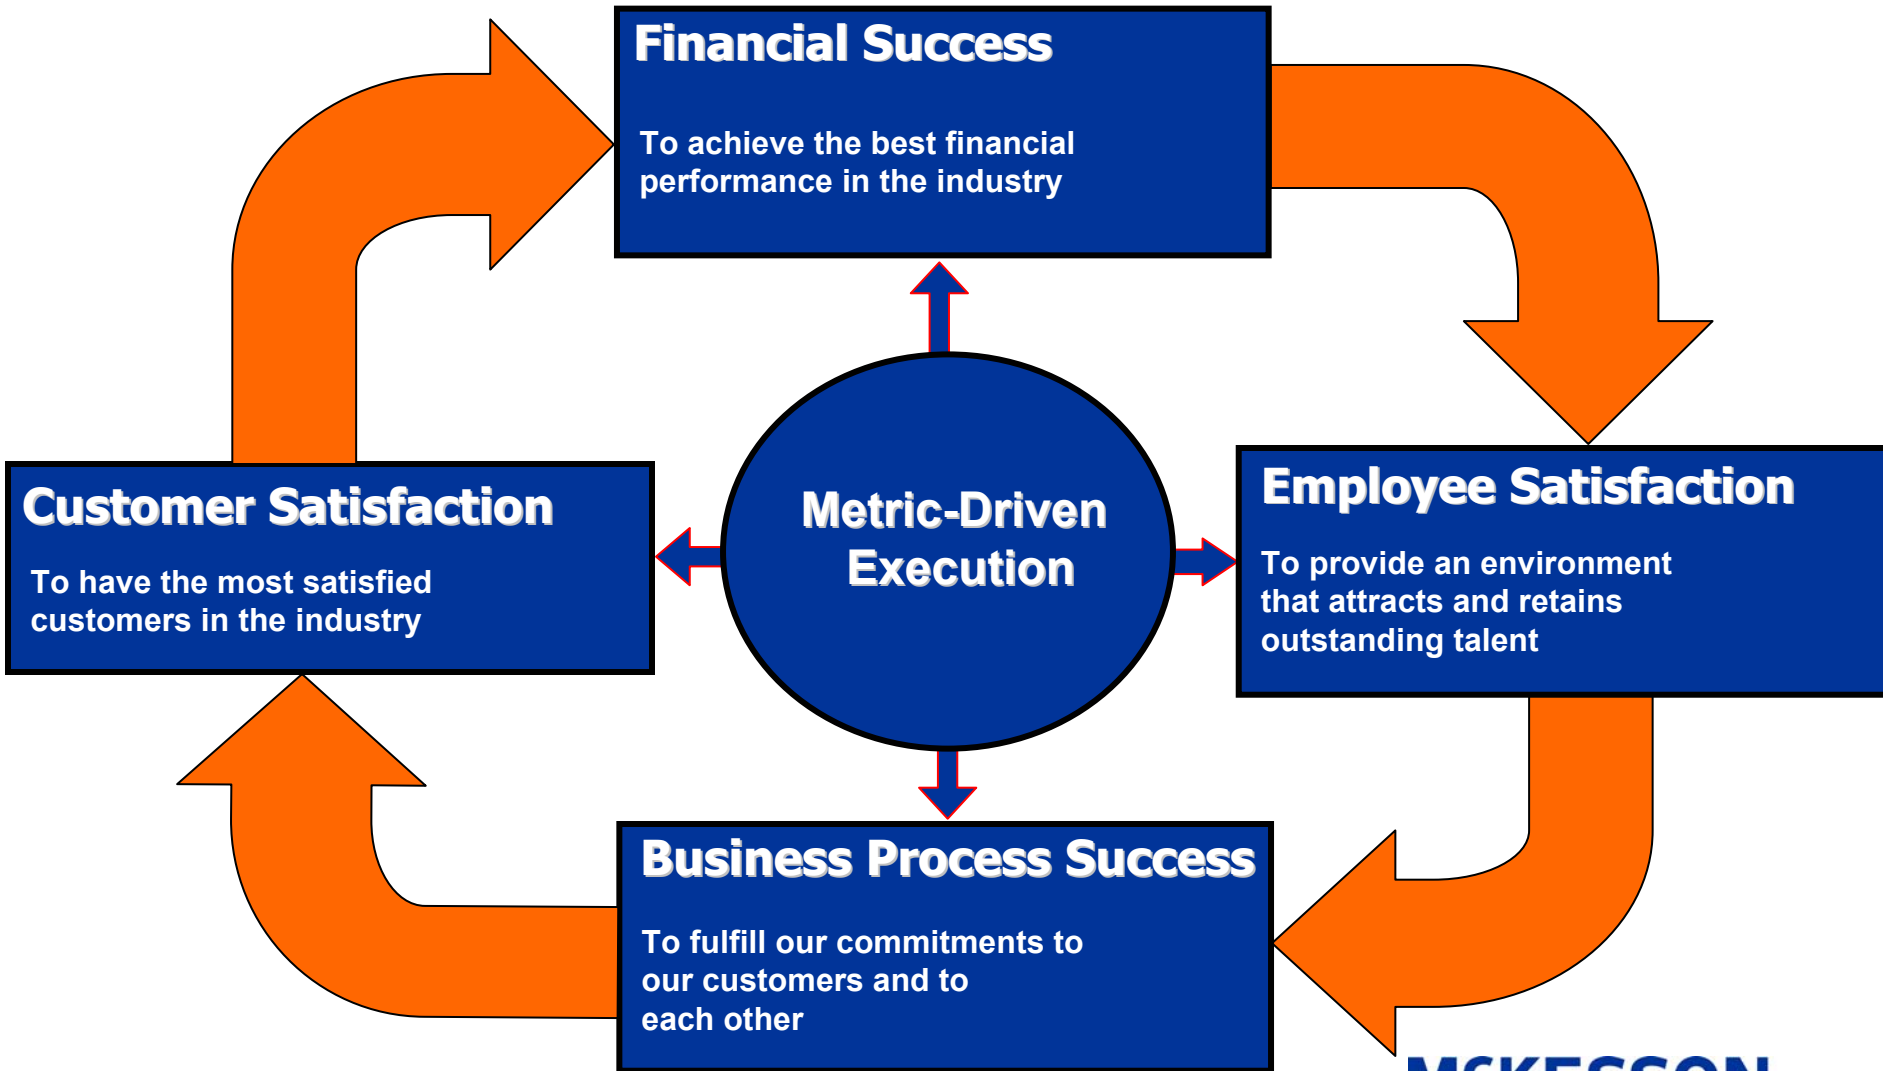 Financial Success
To achieve the best financial
performance in the industry
Customer Satisfaction
To have the most satisfied
customers in the industry
Metric-Driven
Execution
Employee Satisfaction
To provide an environment
that attracts and retains
outstanding talent
Business Process Success
To fulfill our commitments to
our customers and to
each other
MCKESSON